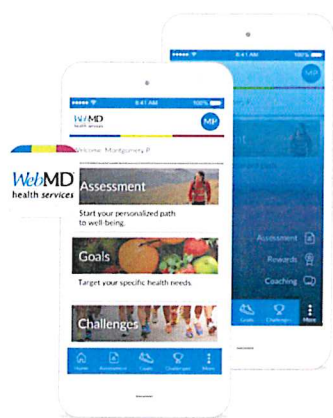 9:41 AM 100%
WebMD
health services
MP
Welcome, Montgomery P.
Assessment
Start your personalized path
to well-being.
Goals
Target your specific health needs.
Challenges
Home Assessment Goals Challenges More
WebMD
health services
9:41 AM 100%
MP
Assessment
Rewards
Coaching
Goals Challenges More